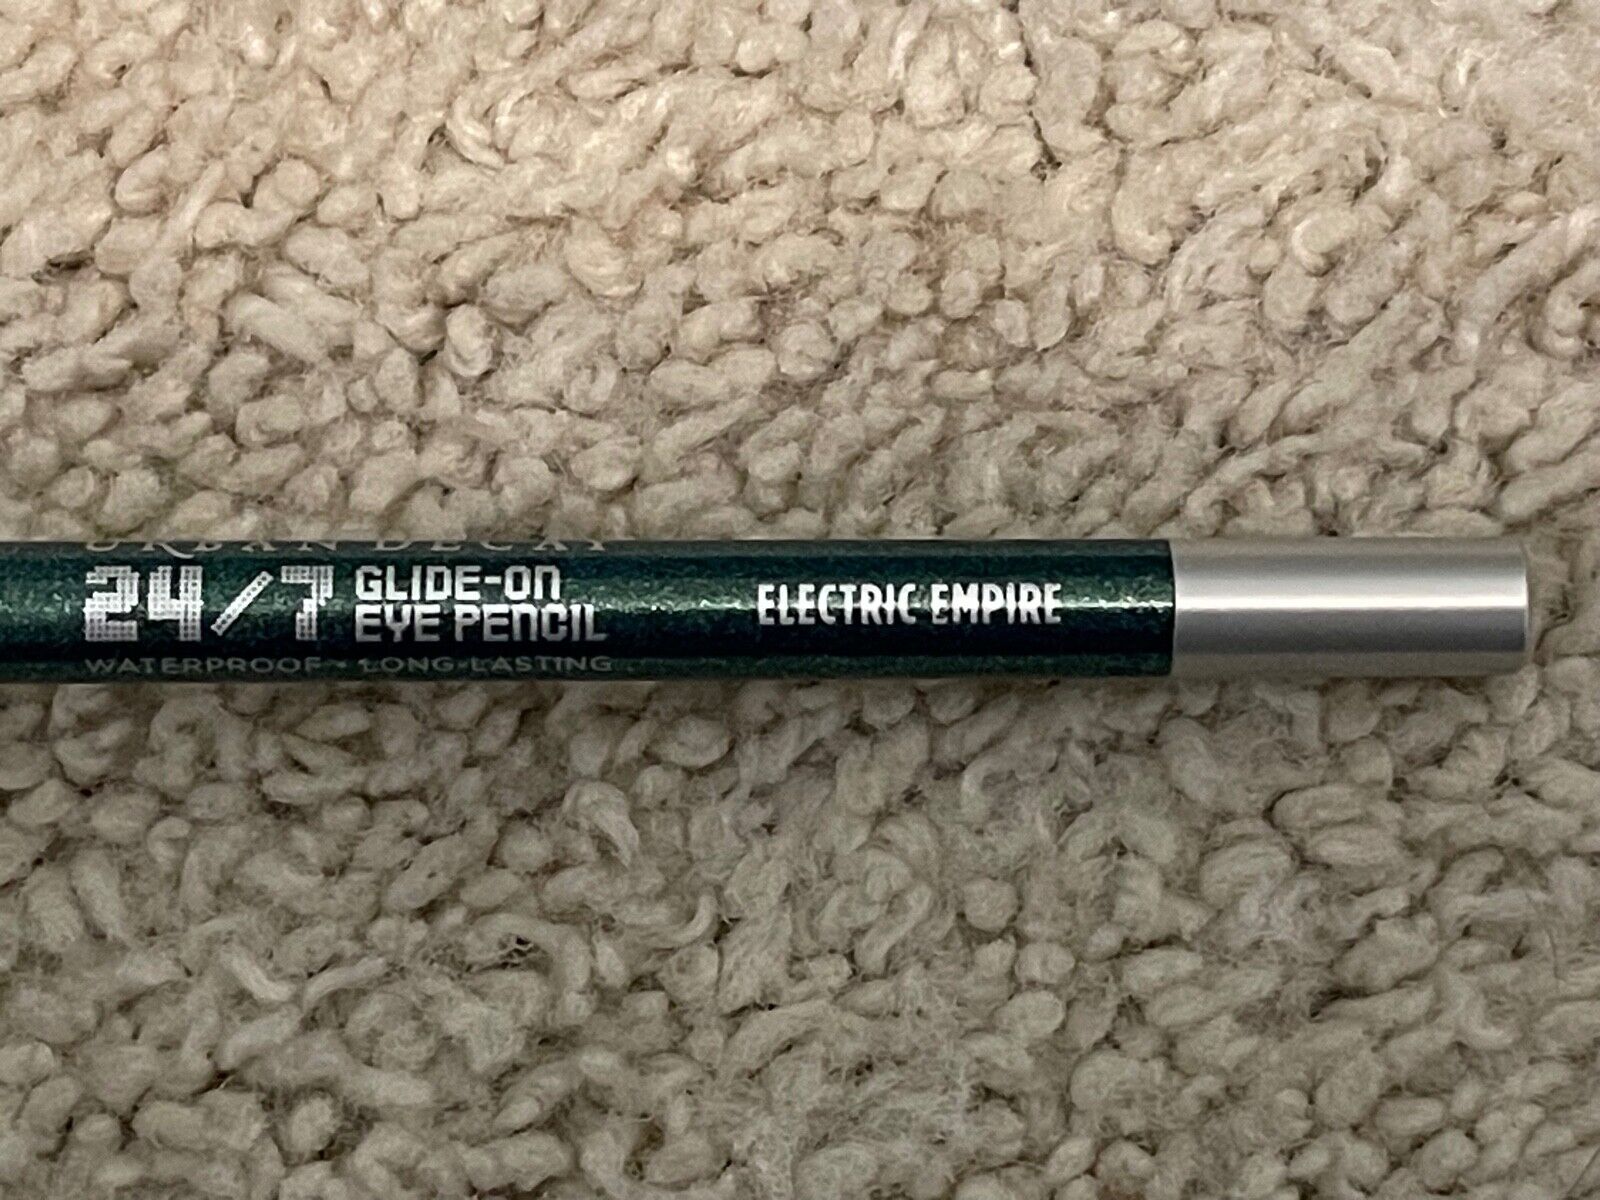 URBAN DECAY
24/7 GLIDE-ON
EYE PENCIL
WATERPROOF • LONG-LASTING
ELECTRIC EMPIRE